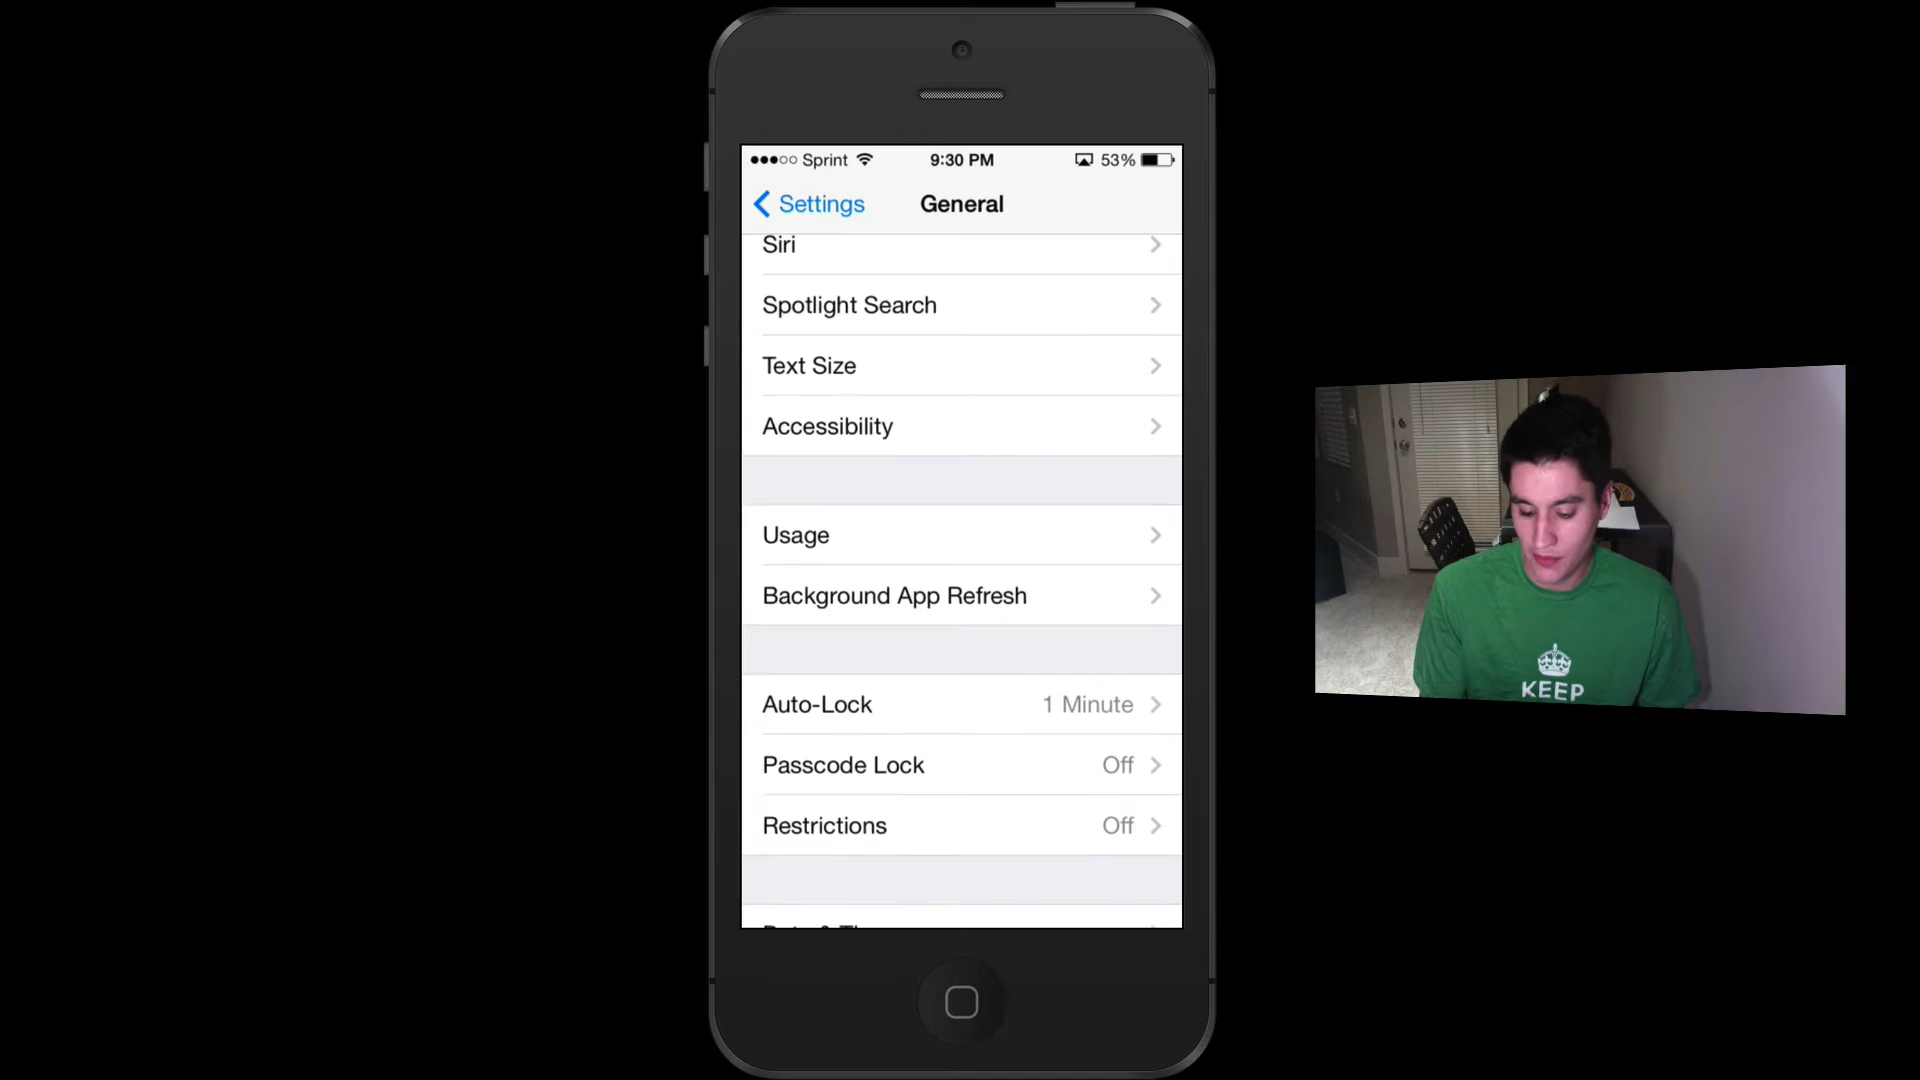 Sprint 9:30 PM 53%
Settings General
Siri
Spotlight Search
Text Size
Accessibility
Usage
Background App Refresh
Auto-Lock 1 Minute
Passcode Lock Off
Restrictions Off
KEEP